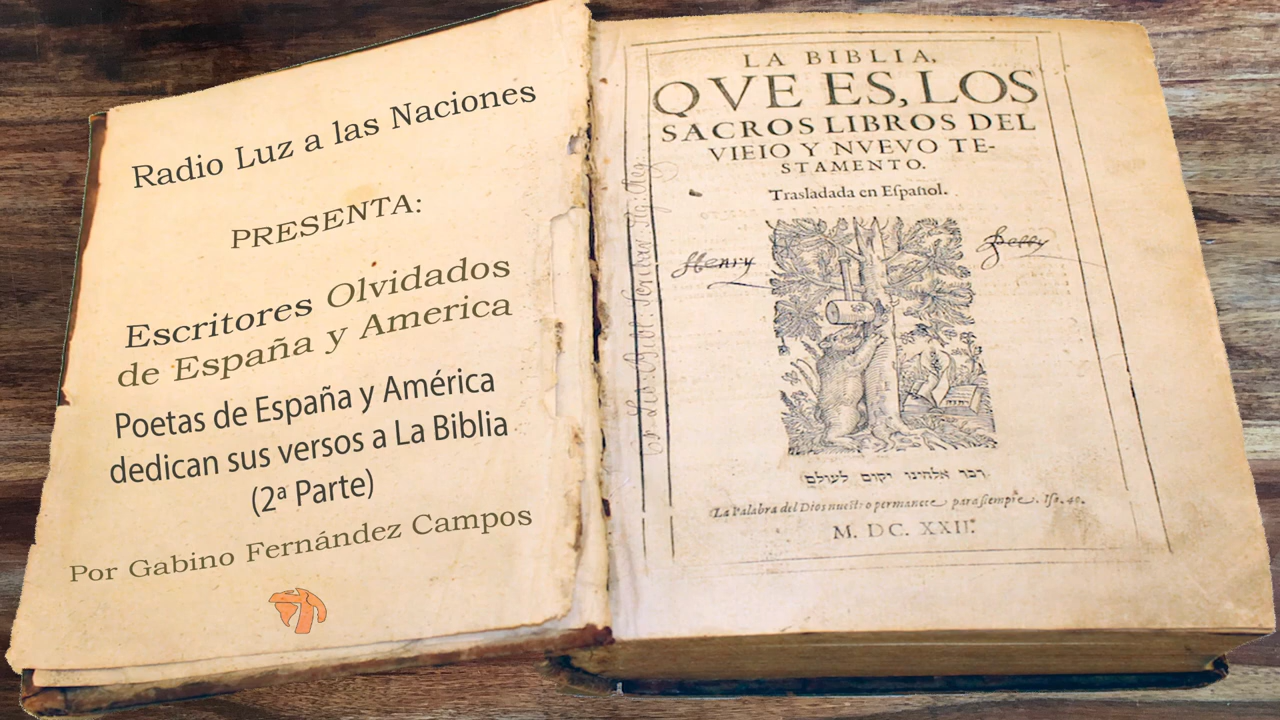 Radio Luz a las Naciones
PRESENTA:
Escritores Olvidados
de España y America
Poetas de España y América
dedican sus versos a La Biblia
(2ª Parte)
Por Gabino Fernández Campos
LA BIBLIA,
QVE ES, LOS
SACROS LIBROS DEL
VIEIO Y NVEVO TE-
STAMENTO.
Trasladada en Eſpañol.
Henry
דבר אלהינו יקום לעולם
La Palabra del Dios nueſtro permanece para ſiempre. Iſa. 40.
M. DC. XXII.